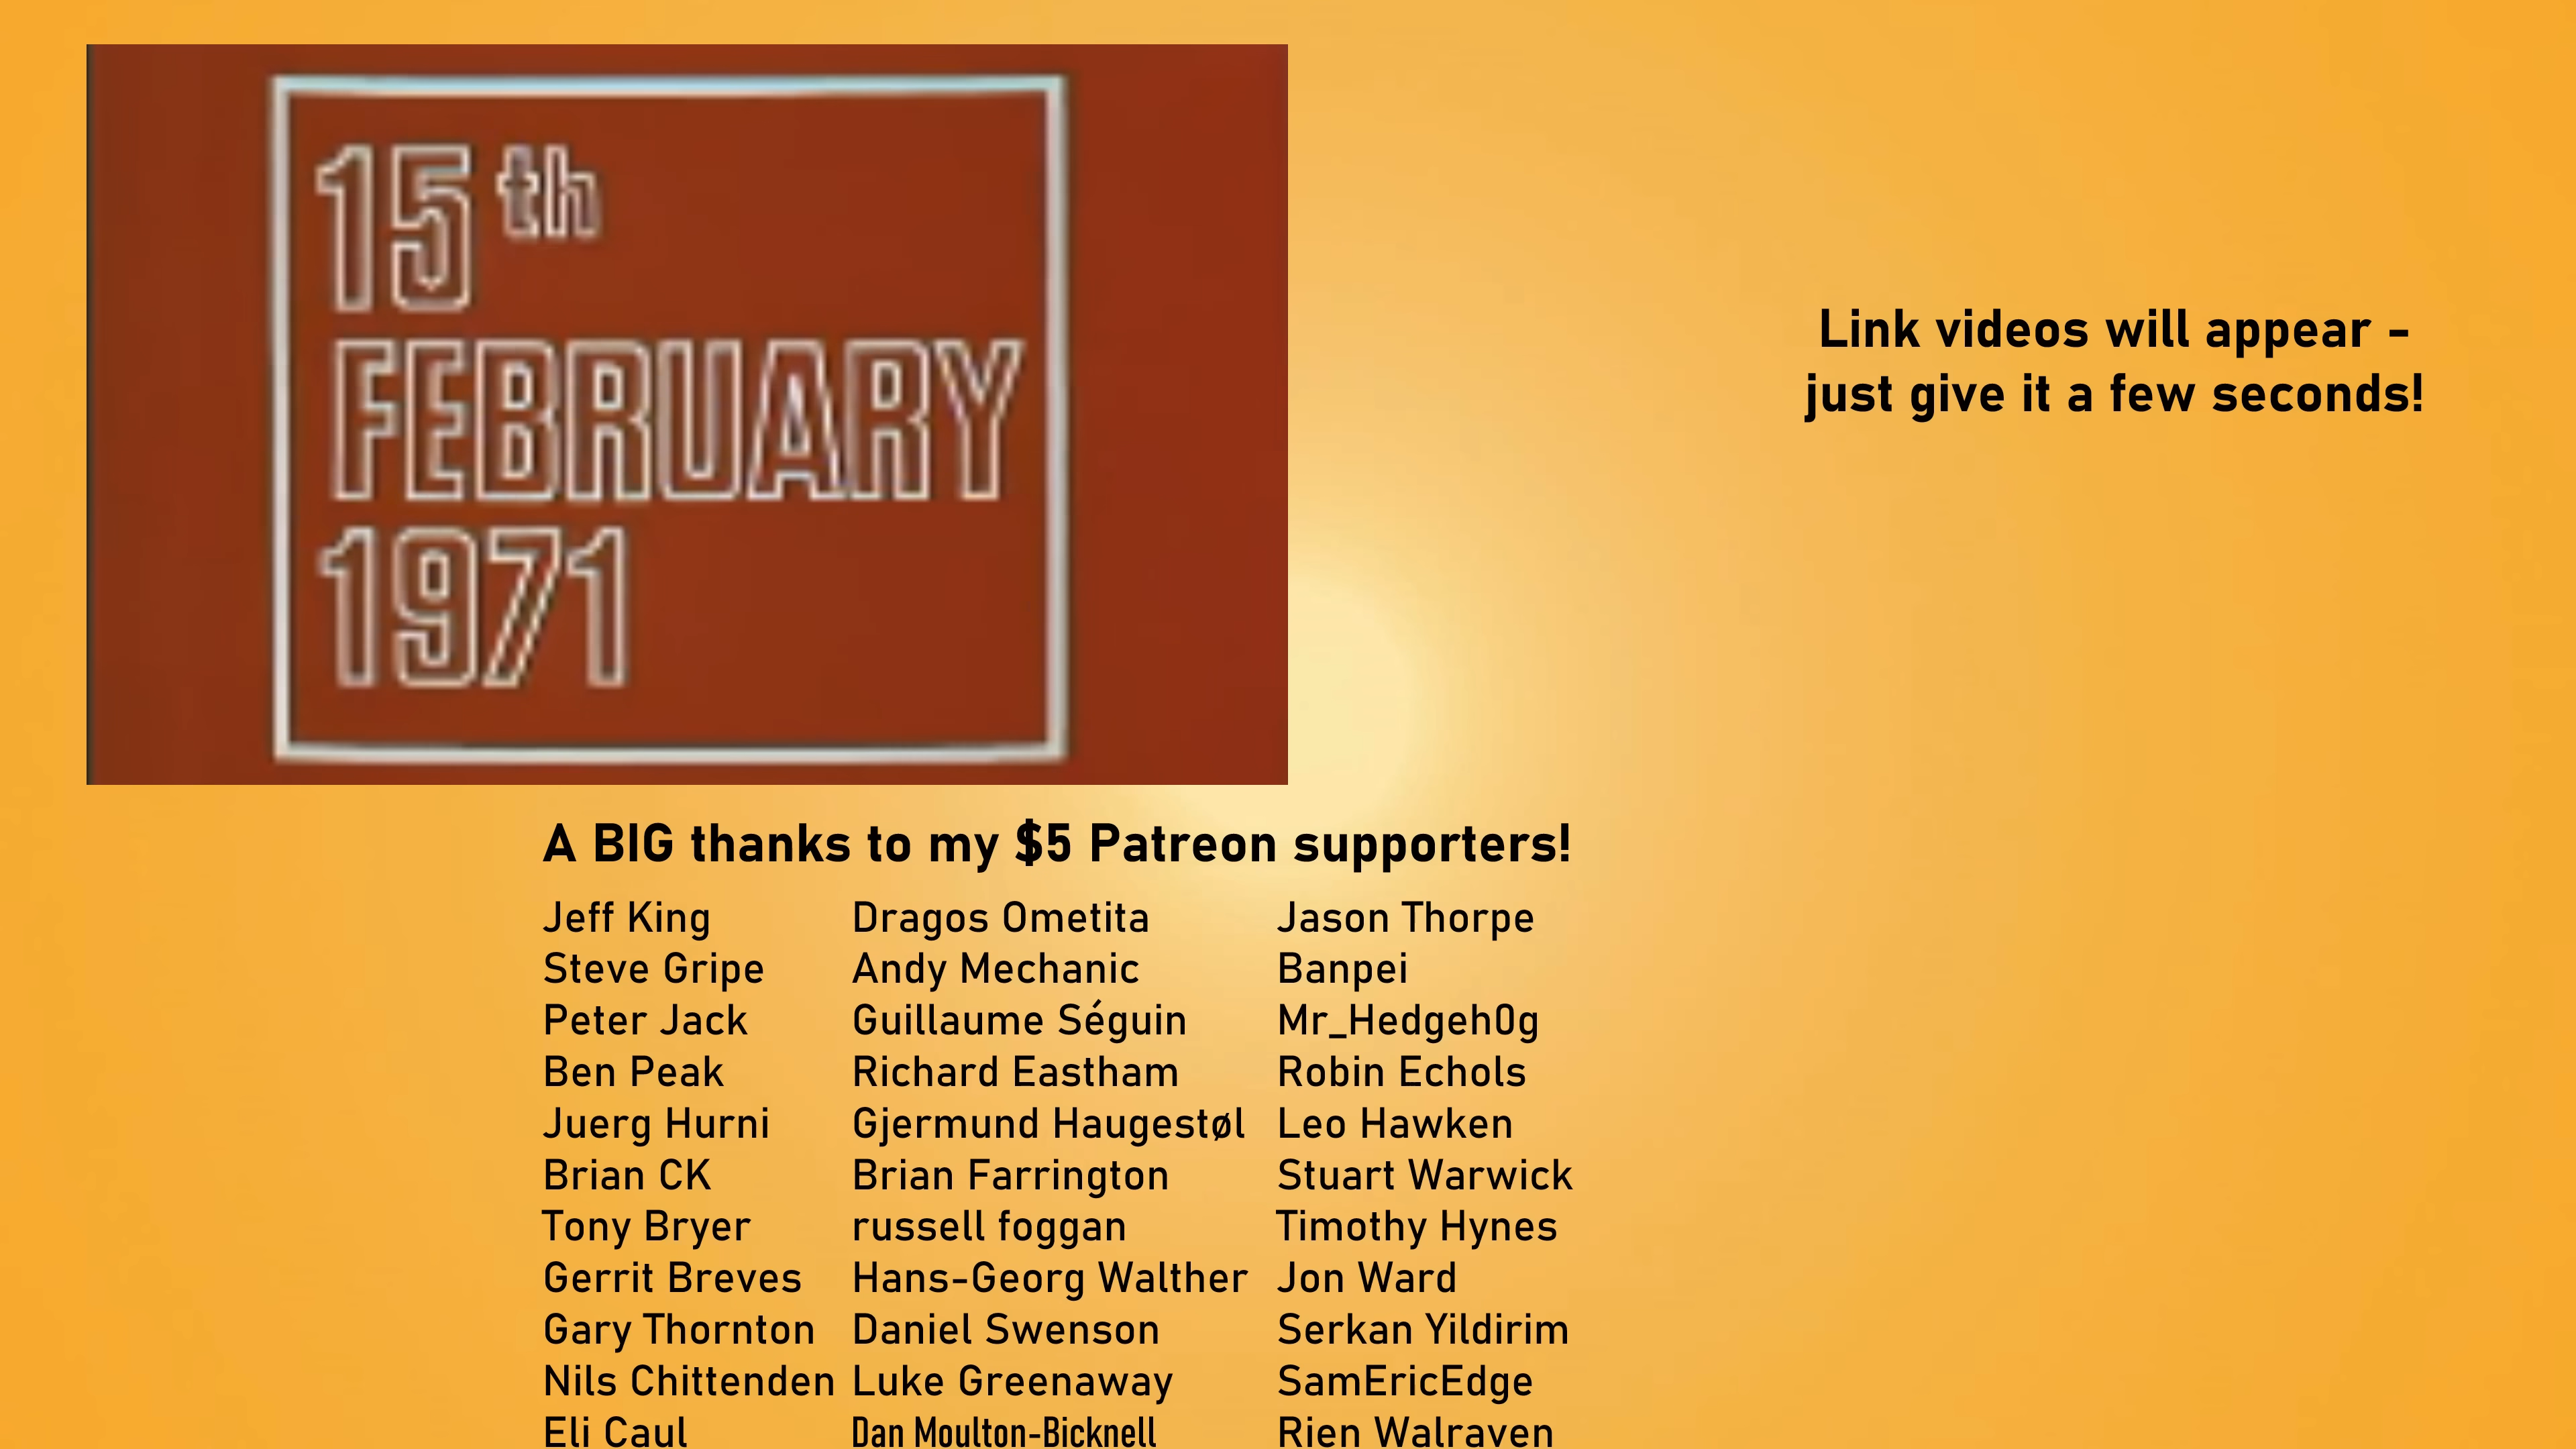 15th
FEBRUARY
1971
Link videos will appear -
just give it a few seconds!
A BIG thanks to my $5 Patreon supporters!
Jeff King
Steve Gripe
Peter Jack
Ben Peak
Juerg Hurni
Brian CK
Tony Bryer
Gerrit Breves
Gary Thornton
Nils Chittenden
Eli Caul
Dragos Ometita
Andy Mechanic
Guillaume Séguin
Richard Eastham
Gjermund Haugestøl
Brian Farrington
russell foggan
Hans-Georg Walther
Daniel Swenson
Luke Greenaway
Dan Moulton-Bicknell
Jason Thorpe
Banpei
Mr_Hedgeh0g
Robin Echols
Leo Hawken
Stuart Warwick
Timothy Hynes
Jon Ward
Serkan Yildirim
SamEricEdge
Rien Walraven